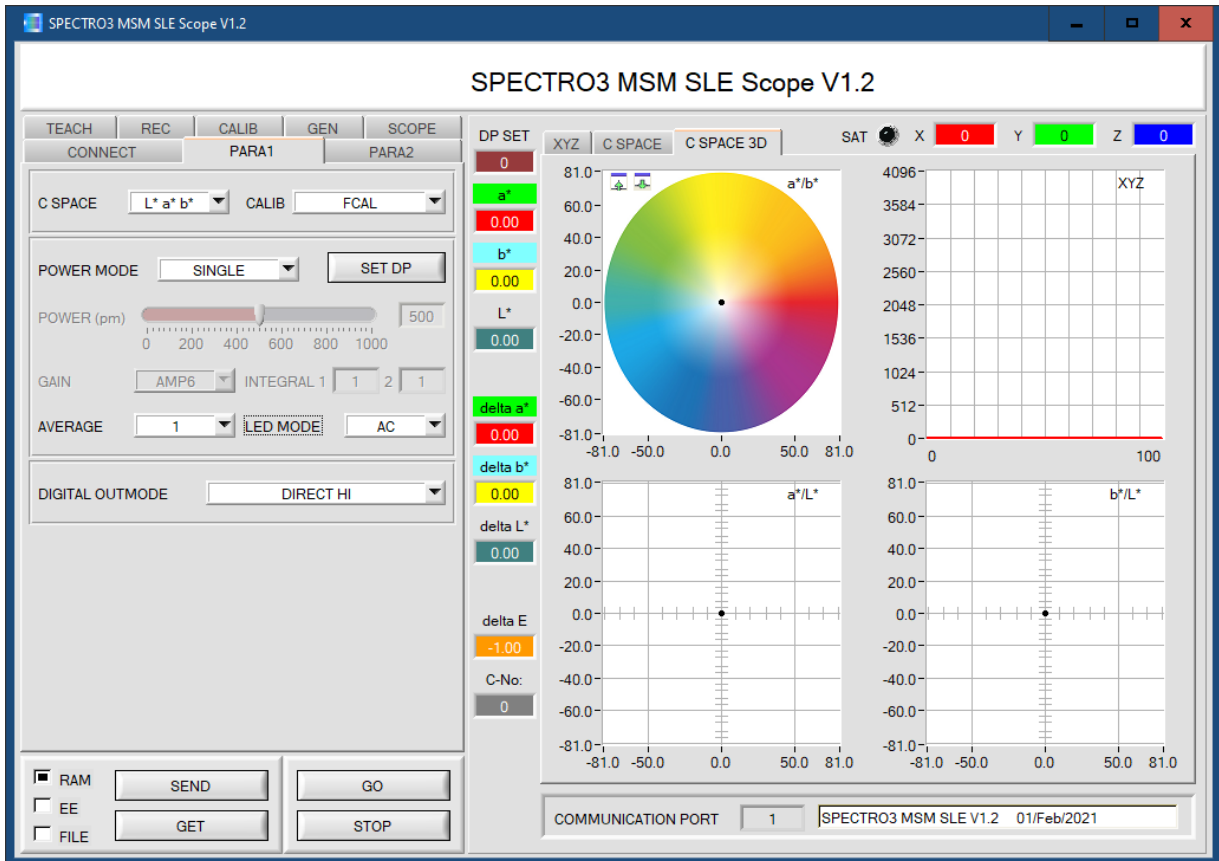 SPECTRO3 MSM SLE Scope V1.2
SPECTRO3 MSM SLE Scope V1.2
TEACH REC CALIB GEN SCOPE
CONNECT PARA1 PARA2
C SPACE L* a* b* CALIB FCAL
POWER MODE SINGLE SET DP
POWER (pm) 500
0 200 400 600 800 1000
GAIN AMP6 INTEGRAL 1 1 2 1
AVERAGE 1 LED MODE AC
DIGITAL OUTMODE DIRECT HI
RAM SEND GO
EE
FILE GET STOP
DP SET
0
a*
0.00
b*
0.00
L*
0.00
delta a*
0.00
delta b*
0.00
delta L*
0.00
delta E
-1.00
C-No:
0
XYZ C SPACE C SPACE 3D SAT X 0 Y 0 Z 0
a*/b*
81.0
60.0
40.0
20.0
0.0
-20.0
-40.0
-60.0
-81.0
-81.0 -50.0 0.0 50.0 81.0
XYZ
4096
3584
3072
2560
2048
1536
1024
512
0
0 100
a*/L*
81.0
60.0
40.0
20.0
0.0
-20.0
-40.0
-60.0
-81.0
-81.0 -50.0 0.0 50.0 81.0
b*/L*
81.0
60.0
40.0
20.0
0.0
-20.0
-40.0
-60.0
-81.0
-81.0 -50.0 0.0 50.0 81.0
COMMUNICATION PORT 1 SPECTRO3 MSM SLE V1.2 01/Feb/2021